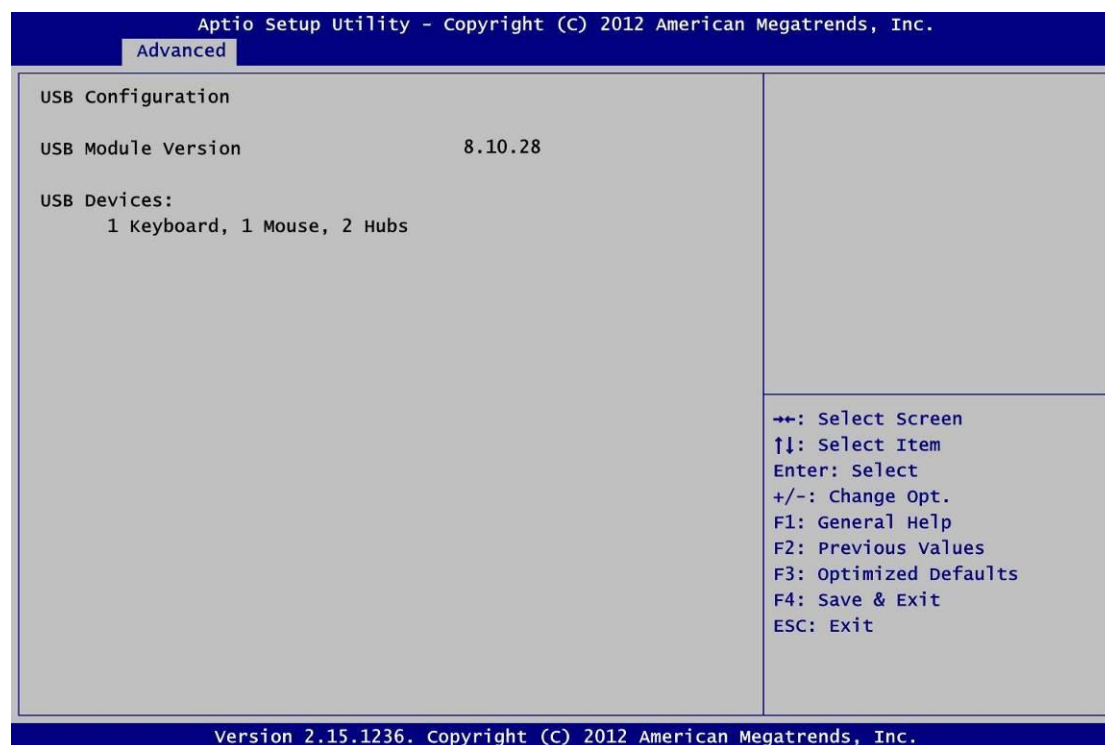 Aptio Setup Utility - Copyright (C) 2012 American Megatrends, Inc.
Advanced
USB Configuration
USB Module Version 8.10.28
USB Devices:
1 Keyboard, 1 Mouse, 2 Hubs
→←: Select Screen
↑↓: Select Item
Enter: Select
+/-: Change Opt.
F1: General Help
F2: Previous Values
F3: Optimized Defaults
F4: Save & Exit
ESC: Exit
Version 2.15.1236. Copyright (C) 2012 American Megatrends, Inc.